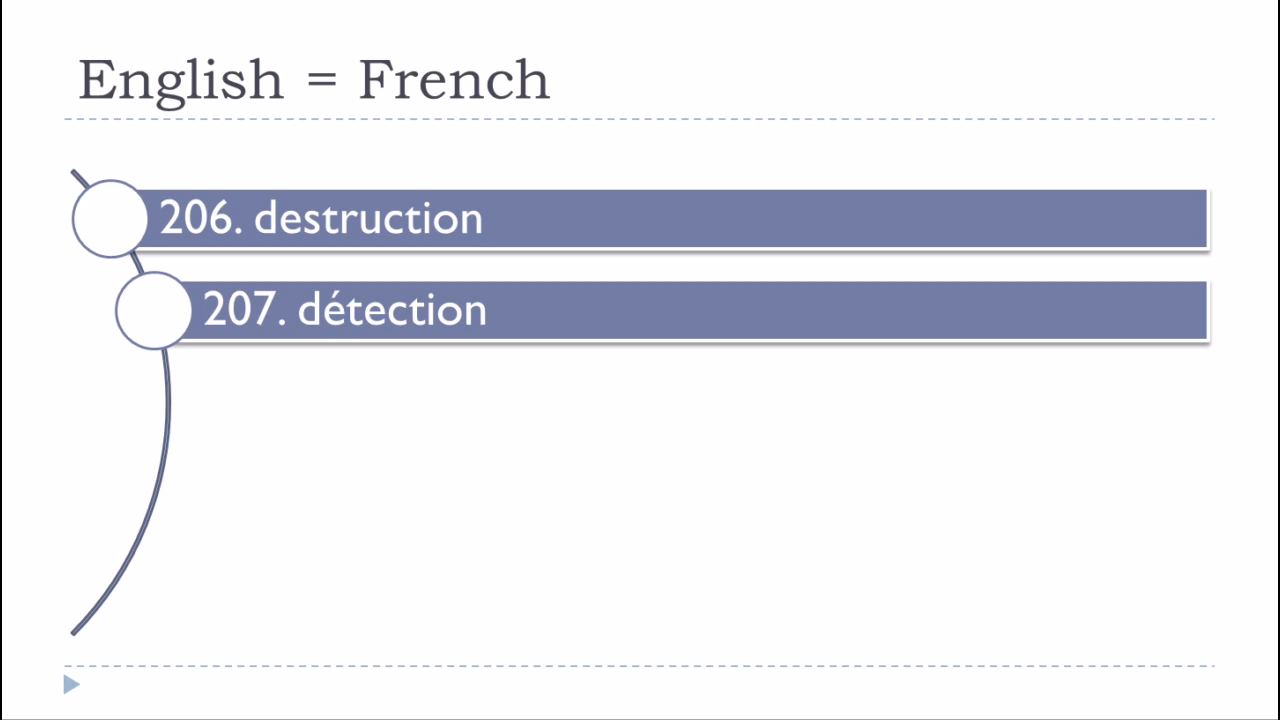 English = French
206. destruction
207. détection